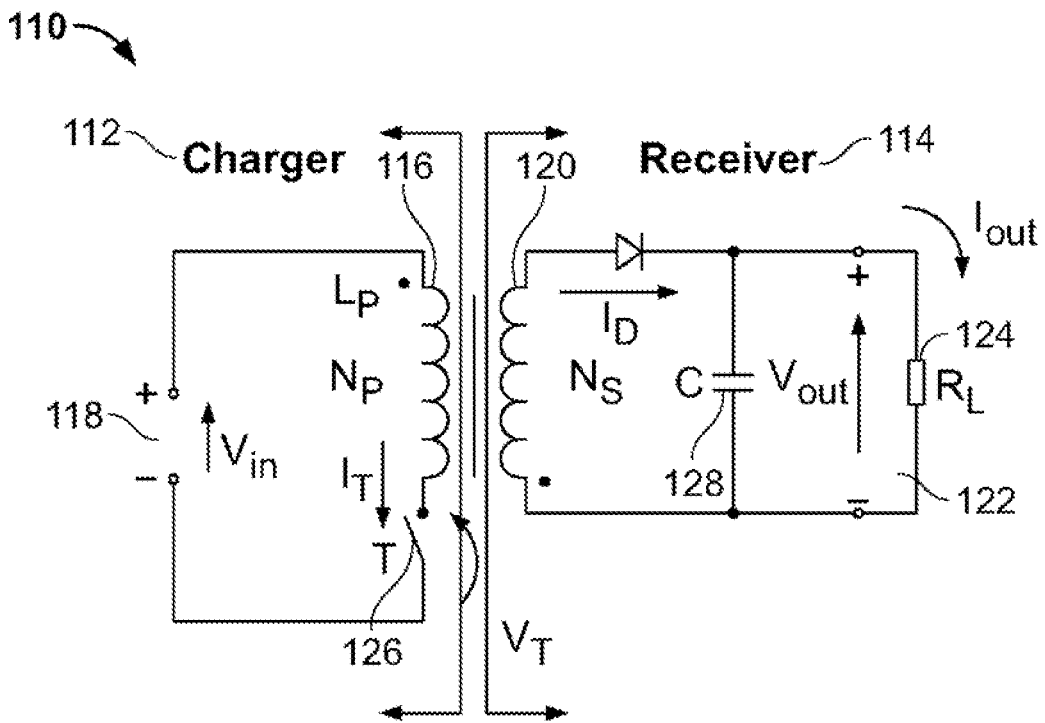 110
112 Charger 116 120 Receiver 114
I_out
L_P
I_D
+ 124
N_P N_S C V_out R_L
+
118 V_in
− I_T 128 − 122
T
126 V_T